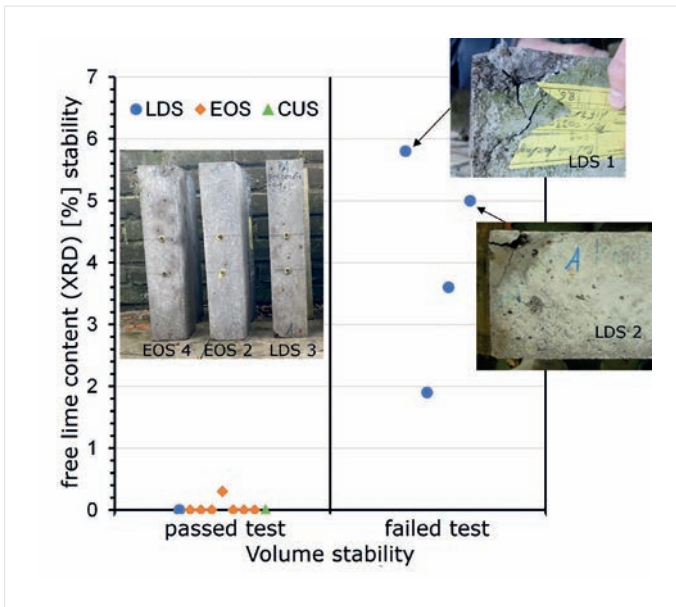 7
LDS EOS CUS
6
5
4
3
2
1
0
free lime content (XRD) [%] stability
EOS 4 EOS 2 LDS 3
LDS 1
A
LDS 2
passed test failed test
Volume stability